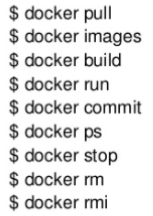 $ docker pull
$ docker images
$ docker build
$ docker run
$ docker commit
$ docker ps
$ docker stop
$ docker rm
$ docker rmi